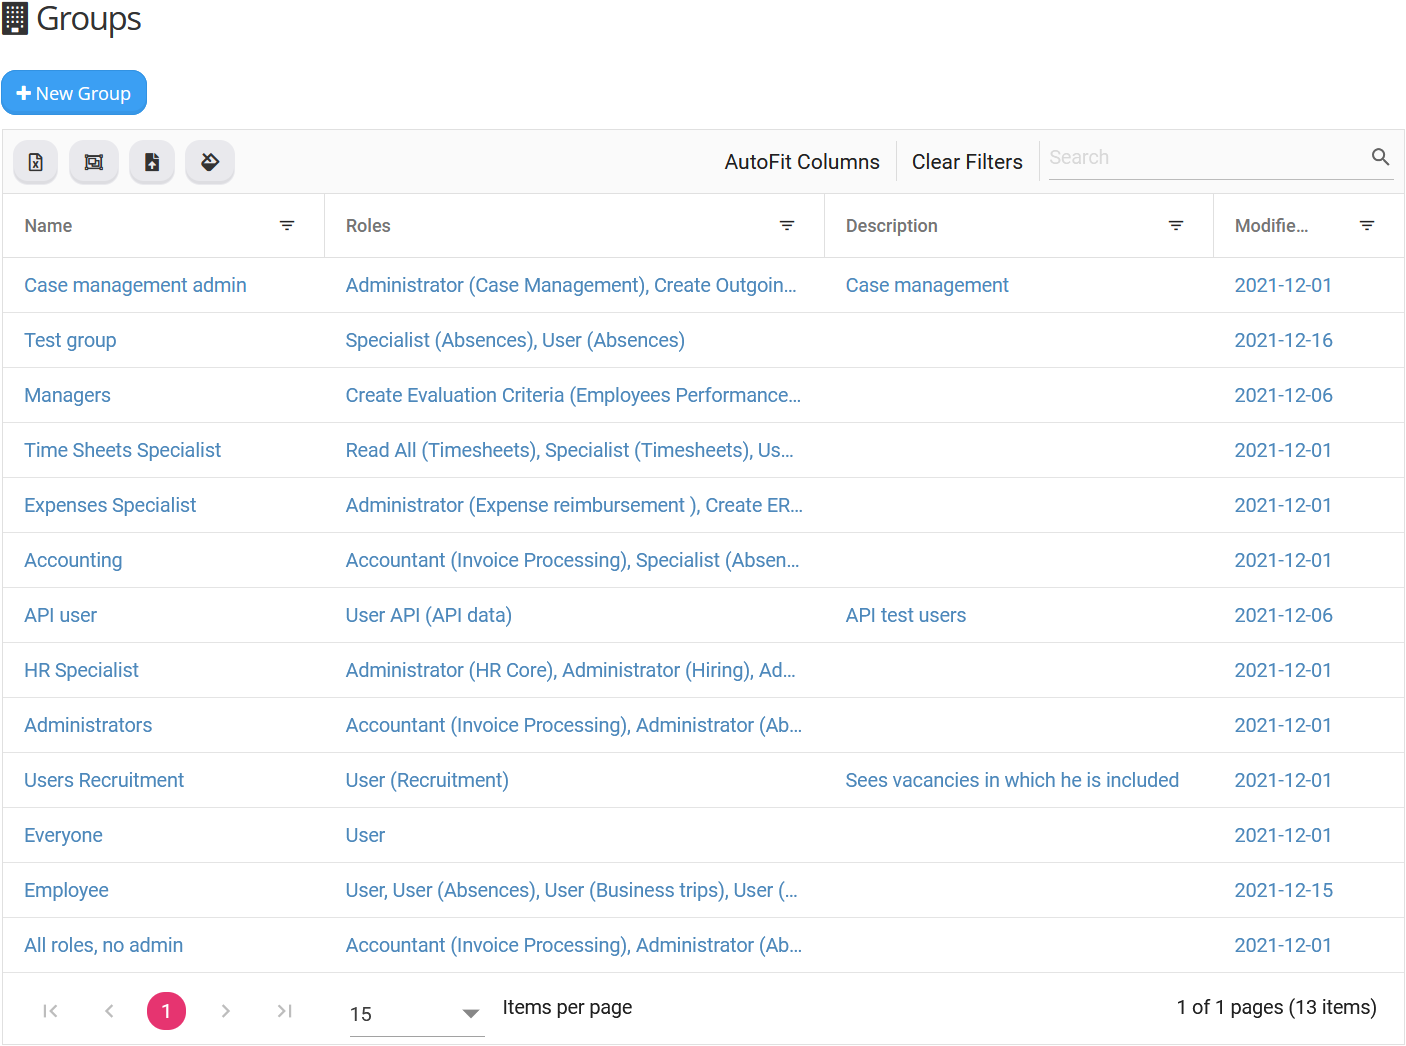 Groups
New Group
AutoFit Columns Clear Filters Search
Name Roles Description Modifie...
Case management admin Administrator (Case Management), Create Outgoin... Case management 2021-12-01
Test group Specialist (Absences), User (Absences) 2021-12-16
Managers Create Evaluation Criteria (Employees Performance... 2021-12-06
Time Sheets Specialist Read All (Timesheets), Specialist (Timesheets), Us... 2021-12-01
Expenses Specialist Administrator (Expense reimbursement ), Create ER... 2021-12-01
Accounting Accountant (Invoice Processing), Specialist (Absen... 2021-12-01
API user User API (API data) API test users 2021-12-06
HR Specialist Administrator (HR Core), Administrator (Hiring), Ad... 2021-12-01
Administrators Accountant (Invoice Processing), Administrator (Ab... 2021-12-01
Users Recruitment User (Recruitment) Sees vacancies in which he is included 2021-12-01
Everyone User 2021-12-01
Employee User, User (Absences), User (Business trips), User (... 2021-12-15
All roles, no admin Accountant (Invoice Processing), Administrator (Ab... 2021-12-01
1 15 Items per page 1 of 1 pages (13 items)